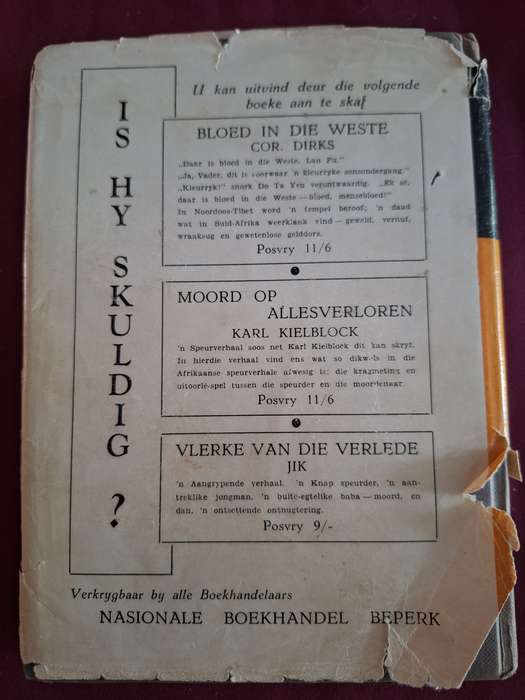 IS HY SKULDIG ?
U kan uitvind deur die volgende
boeke aan te skaf
BLOED IN DIE WESTE
COR. DIRKS
„Daar is bloed in die Weste, Lan Fu.”
„Ja, Vader, dit is voorwaar 'n kleurryke sonsondergang.”
„Kleurryk!” snork Do Ta Yen verontwaardig. „Ek sê,
daar is bloed in die Weste — bloed, mensebloed!”
In Noordoos-Tibet word 'n tempel beroof; 'n daad
wat in Suid-Afrika weerklank vind — geweld, vernuf,
wraaksug en gewetenlose gelddors.
Posvry 11/6
MOORD OP
ALLESVERLOREN
KARL KIELBLOCK
'n Speurverhaal soos net Karl Kielblock dit kan skryf.
In hierdie verhaal vind ons wat so dikwels in die
Afrikaanse speurverhale afwesig is: die kragmeting en
uitoorlê-spel tussen die speurder en die moordenaar.
Posvry 11/6
VLERKE VAN DIE VERLEDE
JIK
'n Aangrypende verhaal. 'n Knap speurder, 'n aan-
treklike jongman, 'n buite-egtelike baba — moord, en
dan, 'n ontsettende ontnugtering.
Posvry 9/-
Verkrygbaar by alle Boekhandelaars
NASIONALE BOEKHANDEL BEPERK